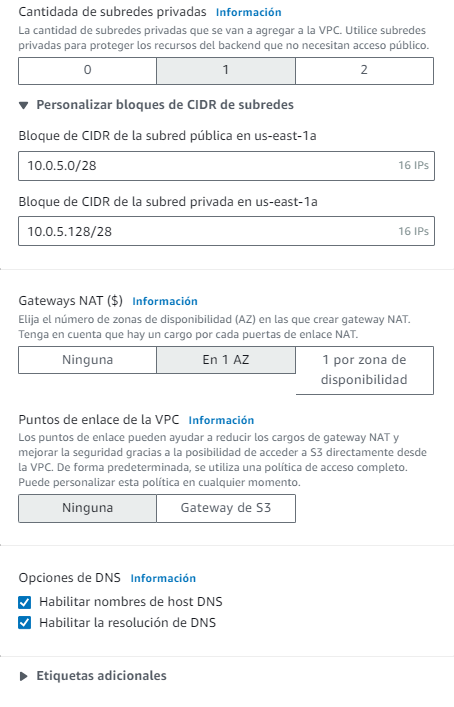 Cantidada de subredes privadas Información
La cantidad de subredes privadas que se van a agregar a la VPC. Utilice subredes
privadas para proteger los recursos del backend que no necesitan acceso público.
0 1 2
Personalizar bloques de CIDR de subredes
Bloque de CIDR de la subred pública en us-east-1a
10.0.5.0/28 16 IPs
Bloque de CIDR de la subred privada en us-east-1a
10.0.5.128/28 16 IPs
Gateways NAT ($) Información
Elija el número de zonas de disponibilidad (AZ) en las que crear gateway NAT.
Tenga en cuenta que hay un cargo por cada puertas de enlace NAT.
Ninguna En 1 AZ 1 por zona de
disponibilidad
Puntos de enlace de la VPC Información
Los puntos de enlace pueden ayudar a reducir los cargos de gateway NAT y
mejorar la seguridad gracias a la posibilidad de acceder a S3 directamente desde
la VPC. De forma predeterminada, se utiliza una política de acceso completo.
Puede personalizar esta política en cualquier momento.
Ninguna Gateway de S3
Opciones de DNS Información
Habilitar nombres de host DNS
Habilitar la resolución de DNS
Etiquetas adicionales